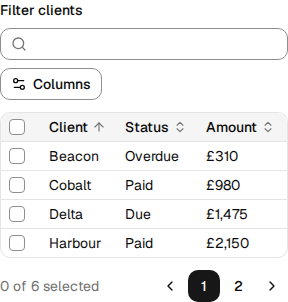 Filter clients
Columns
Client Status Amount
Beacon Overdue £310
Cobalt Paid £980
Delta Due £1,475
Harbour Paid £2,150
0 of 6 selected 1 2